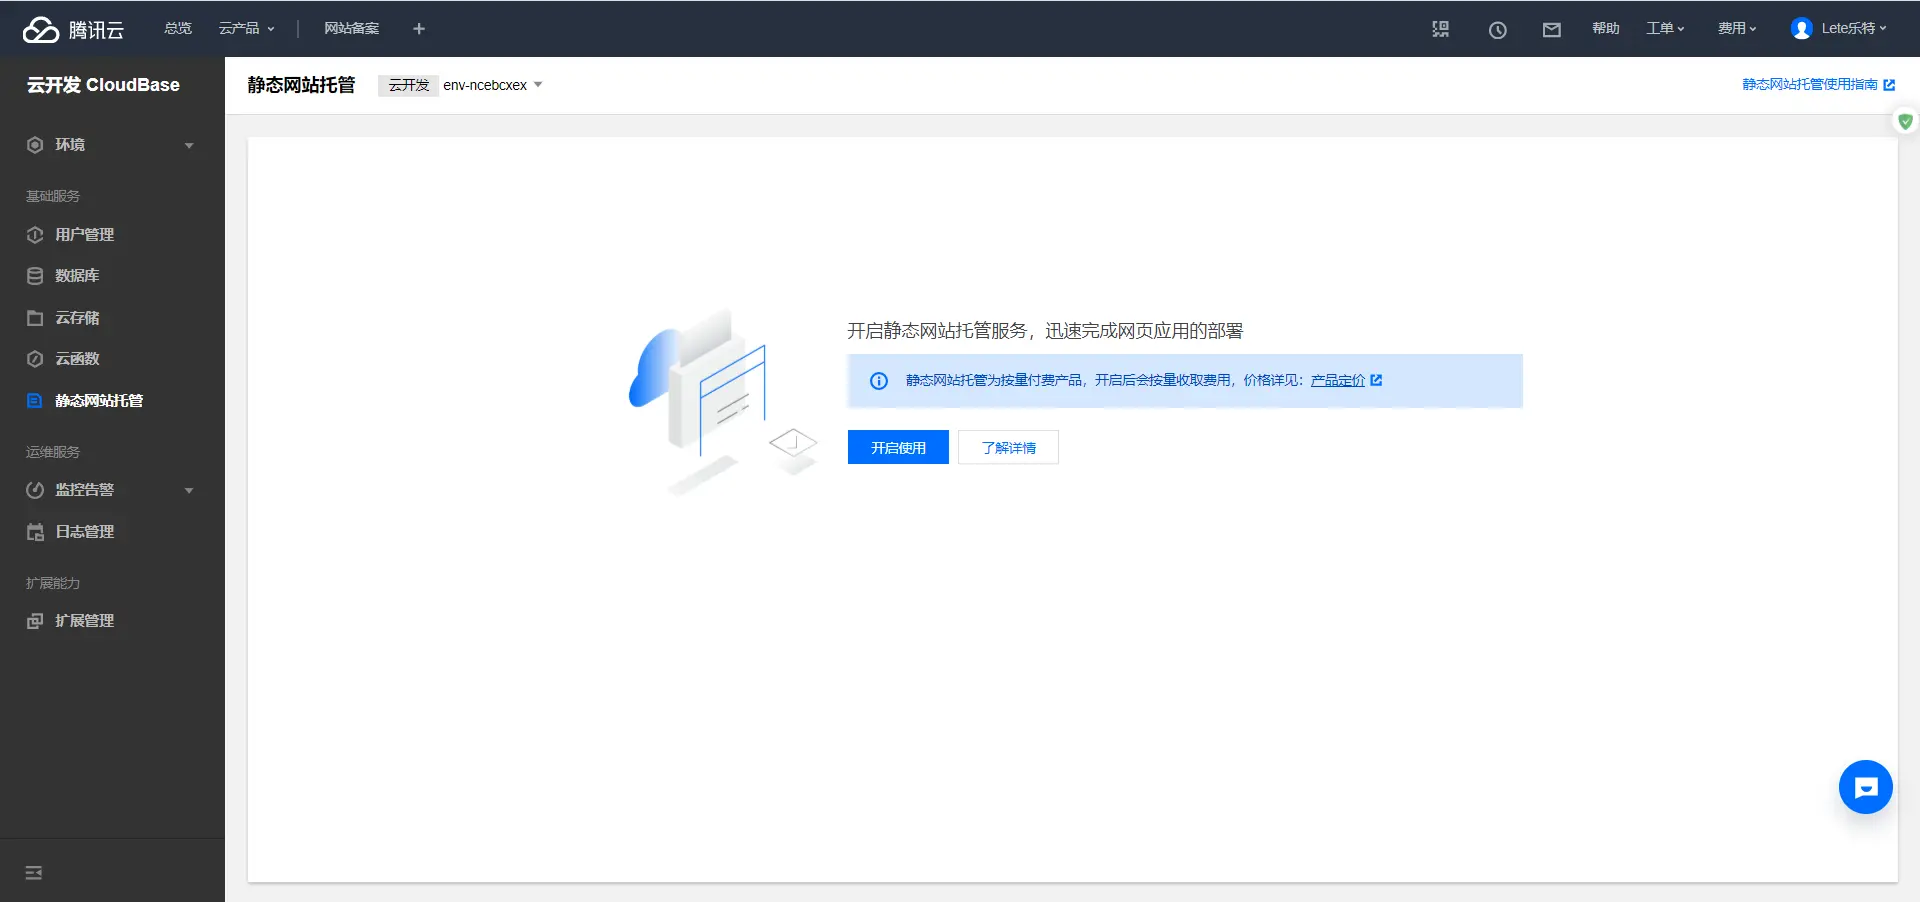 腾讯云 总览 云产品 网站备案 帮助 工单 费用 Lete乐特
云开发 CloudBase
静态网站托管 云开发 env-ncebcxex
静态网站托管使用指南
环境
基础服务
用户管理
数据库
云存储
云函数
静态网站托管
运维服务
监控告警
日志管理
扩展能力
扩展管理
开启静态网站托管服务，迅速完成网页应用的部署
静态网站托管为按量付费产品，开启后会按量收取费用，价格详见：产品定价
开启使用 了解详情